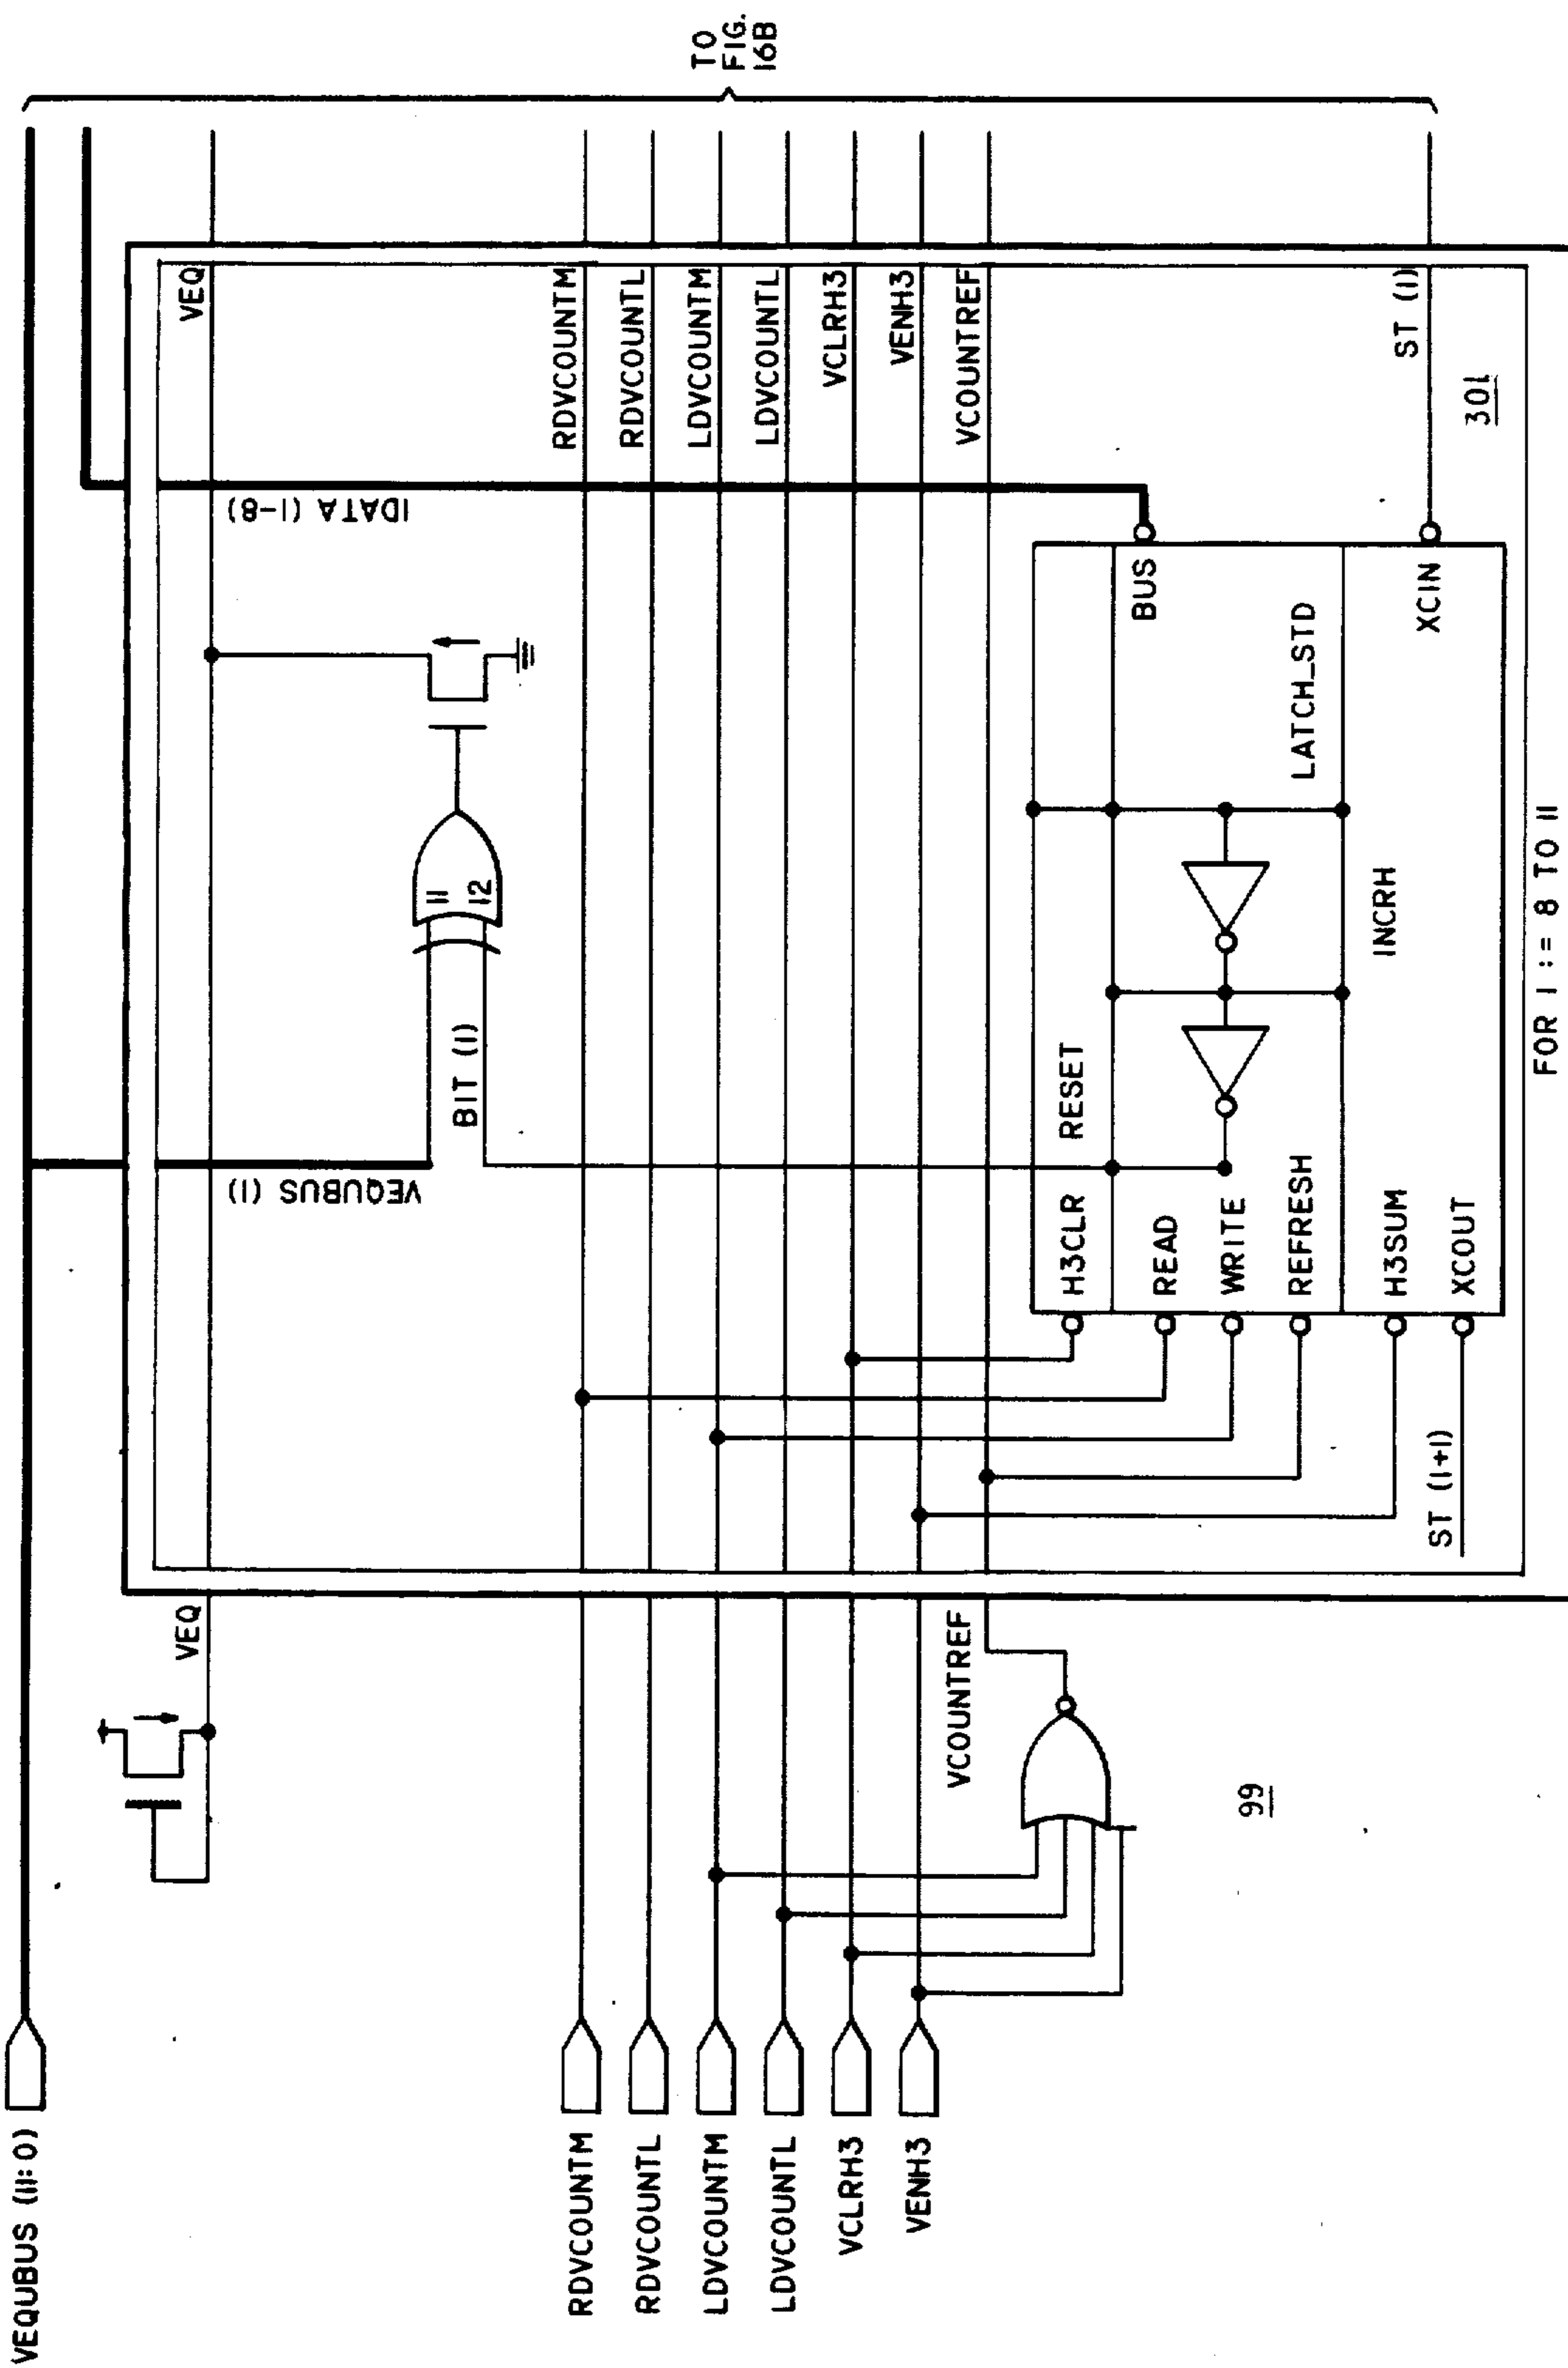 VEQUBUS (11:0)
RDVCOUNTM
RDVCOUNTL
LDVCOUNTM
LDVCOUNTL
VCLRH3
VENH3
VEQ
VCOUNTREF
99
VEQUBUS (I)
BIT (I)
I1
I2
IDATA (I-8)
VEQ
RDVCOUNTM
RDVCOUNTL
LDVCOUNTM
LDVCOUNTL
VCLRH3
VENH3
VCOUNTREF
H3CLR
RESET
READ
WRITE
REFRESH
BUS
LATCH_STD
H3SUM
XCOUT
INCRH
XCIN
ST (I+1)
ST (I)
301
FOR I := 8 TO 11
TO
FIG.
16B